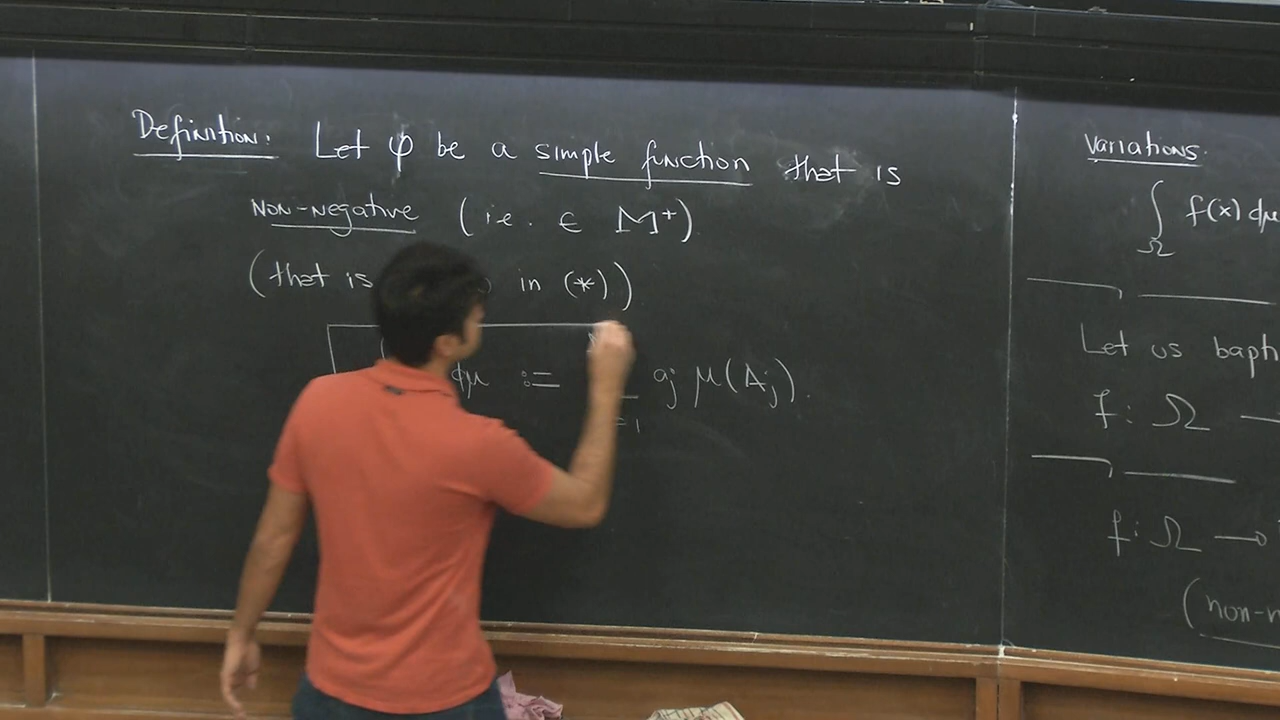 Definition: Let φ be a simple function that is
Non-negative (i.e. ∈ M⁺)
(that is in (*))
dμ := =1 aj μ(Aj).
Variations:
∫Ω f(x) dμ
Let us
f: Ω
f: Ω →
(non-